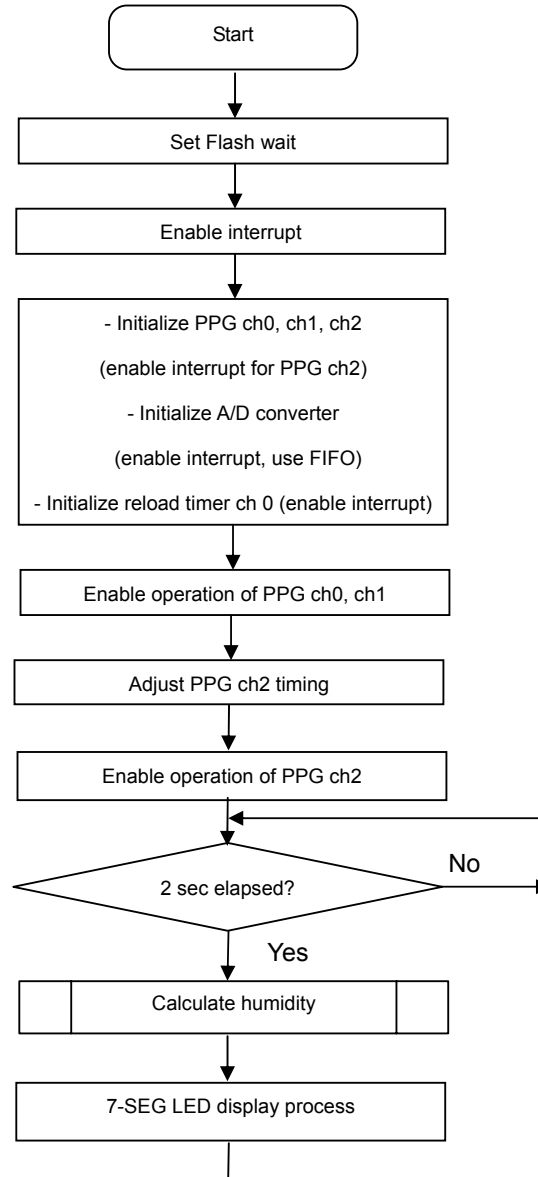 Start
Set Flash wait
Enable interrupt
- Initialize PPG ch0, ch1, ch2
(enable interrupt for PPG ch2)
- Initialize A/D converter
(enable interrupt, use FIFO)
- Initialize reload timer ch 0 (enable interrupt)
Enable operation of PPG ch0, ch1
Adjust PPG ch2 timing
Enable operation of PPG ch2
2 sec elapsed?
No
Yes
Calculate humidity
7-SEG LED display process